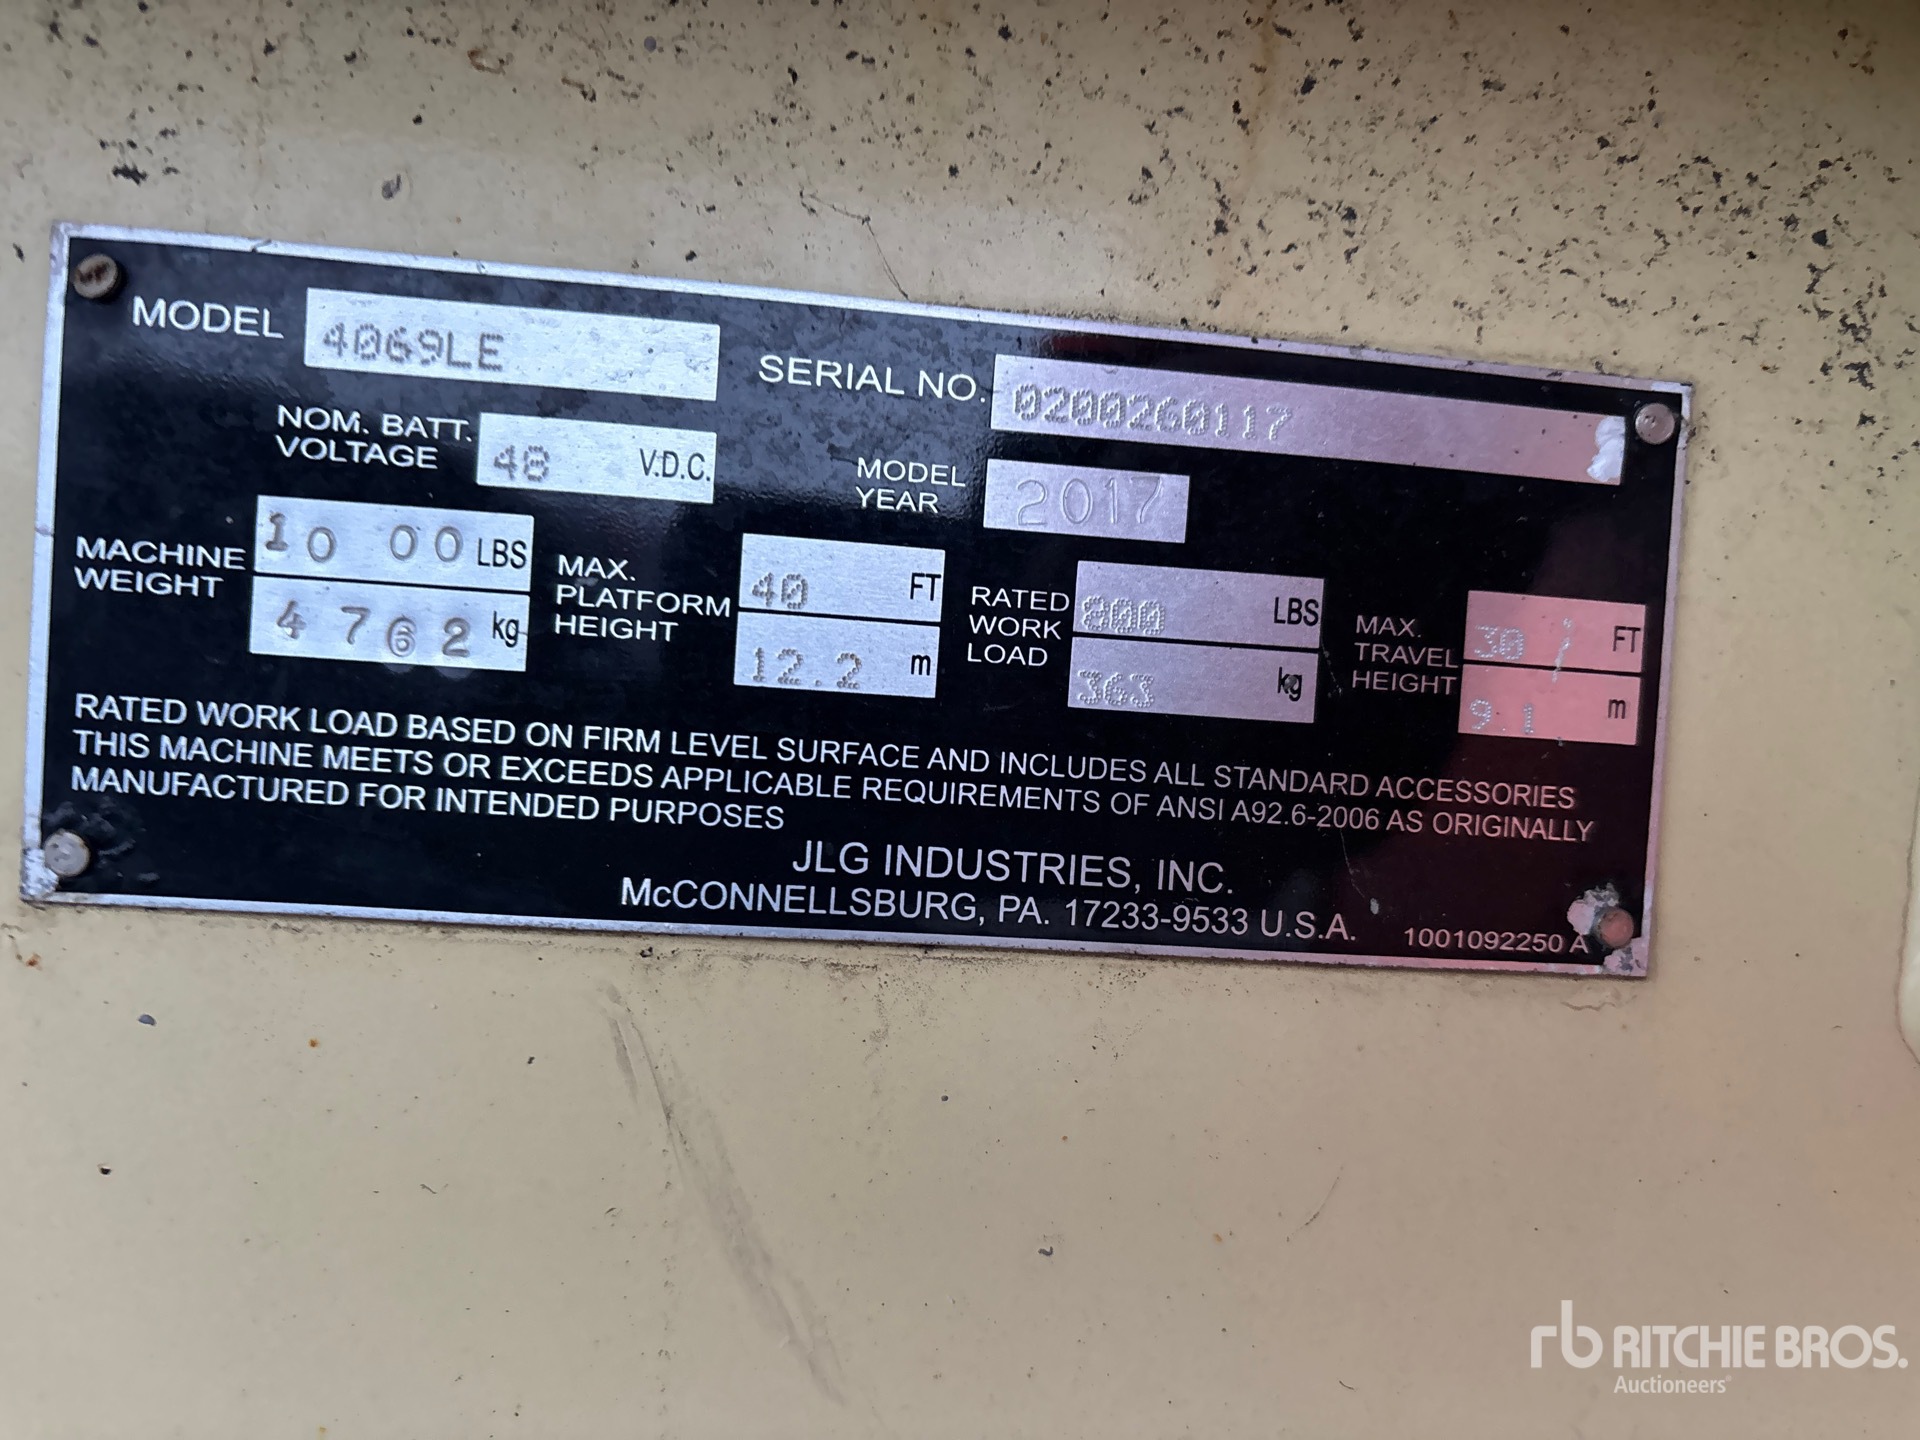 MODEL 4069LE
SERIAL NO. 0200260117
NOM. BATT. VOLTAGE 48 V.D.C.
MODEL YEAR 2017
MACHINE WEIGHT 10 00 LBS
4762 kg
MAX. PLATFORM HEIGHT 40 FT
12.2 m
RATED WORK LOAD 800 LBS
363 kg
MAX. TRAVEL HEIGHT 30 FT
9.1 m
RATED WORK LOAD BASED ON FIRM LEVEL SURFACE AND INCLUDES ALL STANDARD ACCESSORIES
THIS MACHINE MEETS OR EXCEEDS APPLICABLE REQUIREMENTS OF ANSI A92.6-2006 AS ORIGINALLY
MANUFACTURED FOR INTENDED PURPOSES
JLG INDUSTRIES, INC.
McCONNELLSBURG, PA. 17233-9533 U.S.A.
1001092250 A
rb RITCHIE BROS.
Auctioneers